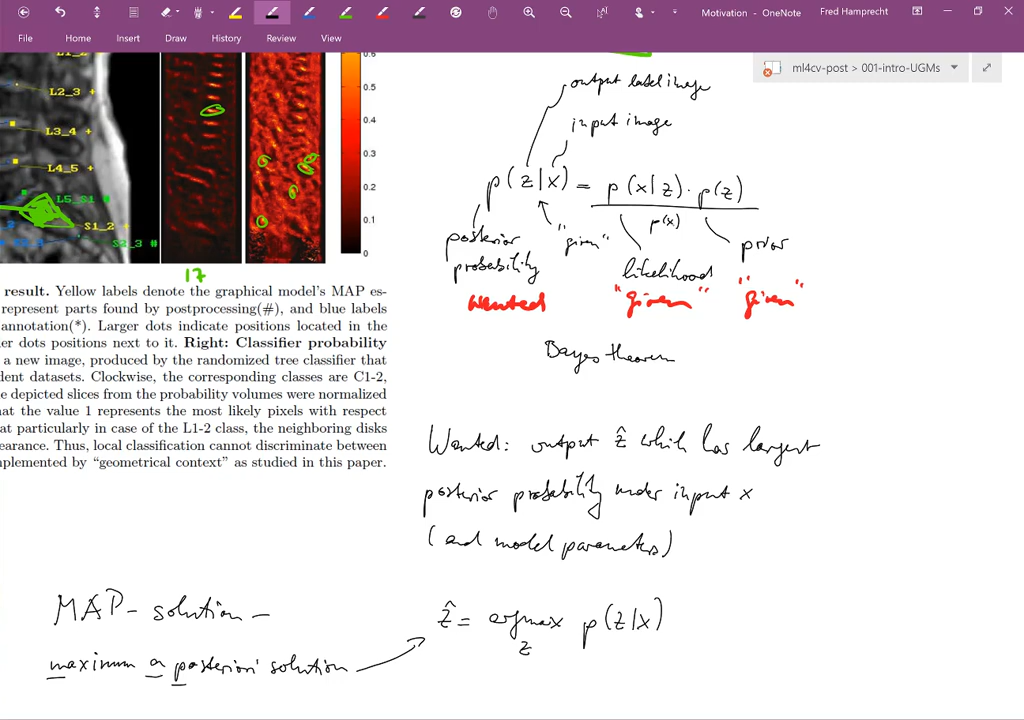 Motivation - OneNote
Fred Hamprecht
File Home Insert Draw History Review View
ml4cv-post > 001-intro-UGMs
L2_3 +
L3_4 +
L4_5 +
L5_S1
S1_2 +
S2_3 #
0.5
0.4
0.3
0.2
0.1
0
17
result. Yellow labels denote the graphical model's MAP es-
represent parts found by postprocessing(#), and blue labels
annotation(*). Larger dots indicate positions located in the
er dots positions next to it. Right: Classifier probability
a new image, produced by the randomized tree classifier that
dent datasets. Clockwise, the corresponding classes are C1-2,
e depicted slices from the probability volumes were normalized
hat the value 1 represents the most likely pixels with respect
at particularly in case of the L1-2 class, the neighboring disks
earance. Thus, local classification cannot discriminate between
mplemented by "geometrical context" as studied in this paper.
output label image
input image
p(z|x) = p(x|z) · p(z)
p(x)
posterior probability
"given"
likelihood
prior
wanted
"given"
"given"
Bayes theorem
Wanted: output ẑ which has largest
posterior probability under input x
(and model parameters)
MAP - solution -
maximum a posteriori solution
ẑ = argmax p(z|x)
z